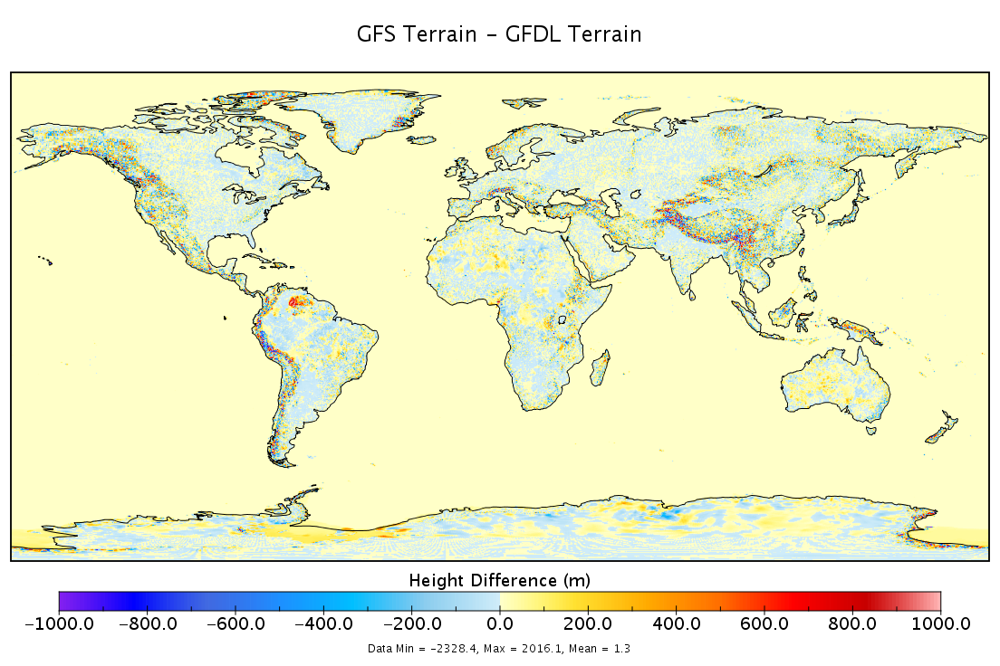 GFS Terrain − GFDL Terrain
Height Difference (m)
−1000.0 −800.0 −600.0 −400.0 −200.0 0.0 200.0 400.0 600.0 800.0 1000.0
Data Min = −2328.4, Max = 2016.1, Mean = 1.3